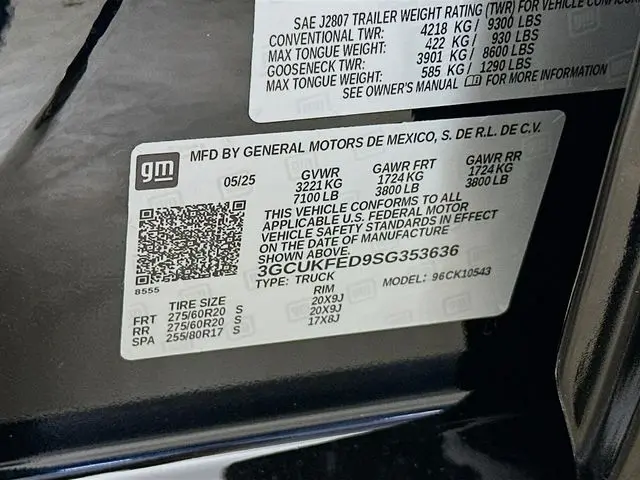 SAE J2807 TRAILER WEIGHT RATING (TWR) FOR VEHICLE
CONVENTIONAL TWR: 4218 KG / 9300 LBS
MAX TONGUE WEIGHT: 422 KG / 930 LBS
GOOSENECK TWR: 3901 KG / 8600 LBS
MAX TONGUE WEIGHT: 585 KG / 1290 LBS
SEE OWNER'S MANUAL FOR MORE INFORMATION
gm MFD BY GENERAL MOTORS DE MEXICO, S. DE R.L. DE C.V.
05/25 GVWR GAWR FRT GAWR RR
3221 KG 1724 KG 1724 KG
7100 LB 3800 LB 3800 LB
THIS VEHICLE CONFORMS TO ALL
APPLICABLE U.S. FEDERAL MOTOR
VEHICLE SAFETY STANDARDS IN EFFECT
ON THE DATE OF MANUFACTURE
3GCUKFED9SG353636
8555 TYPE: TRUCK MODEL: 96CK10543
TIRE SIZE RIM
FRT 275/60R20 S 20X9J
RR 275/60R20 S 20X9J
SPA 255/80R17 S 17X8J